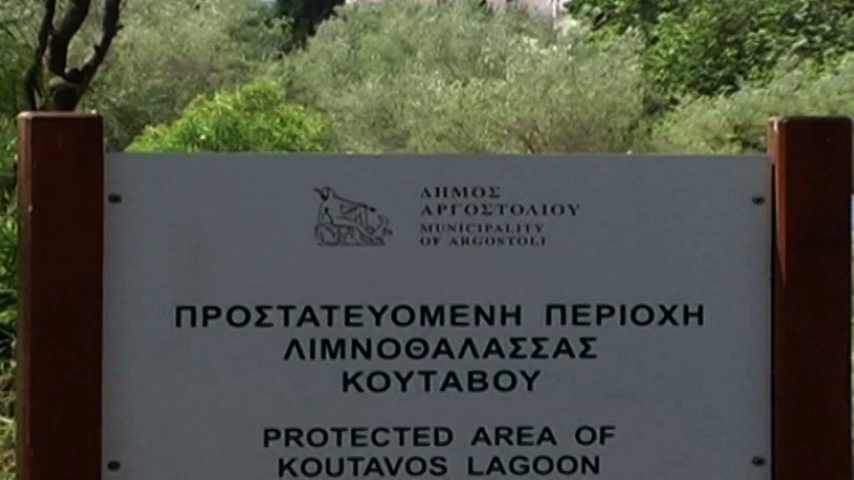 ΔΗΜΟΣ
ΑΡΓΟΣΤΟΛΙΟΥ
MUNICIPALITY
OF ARGOSTOLI
ΠΡΟΣΤΑΤΕΥΟΜΕΝΗ ΠΕΡΙΟΧΗ
ΛΙΜΝΟΘΑΛΑΣΣΑΣ
ΚΟΥΤΑΒΟΥ
PROTECTED AREA OF
KOUTAVOS LAGOON